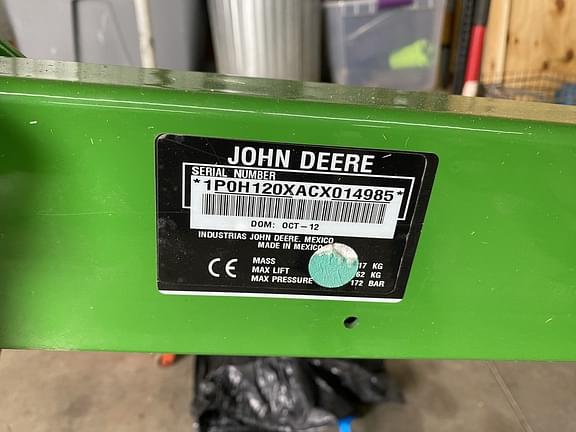 JOHN DEERE
SERIAL NUMBER
*1P0H120XACX014985*
DOM: OCT-12
INDUSTRIAS JOHN DEERE, MEXICO
MADE IN MEXICO
CE
MASS KG
MAX LIFT KG
MAX PRESSURE 172 BAR